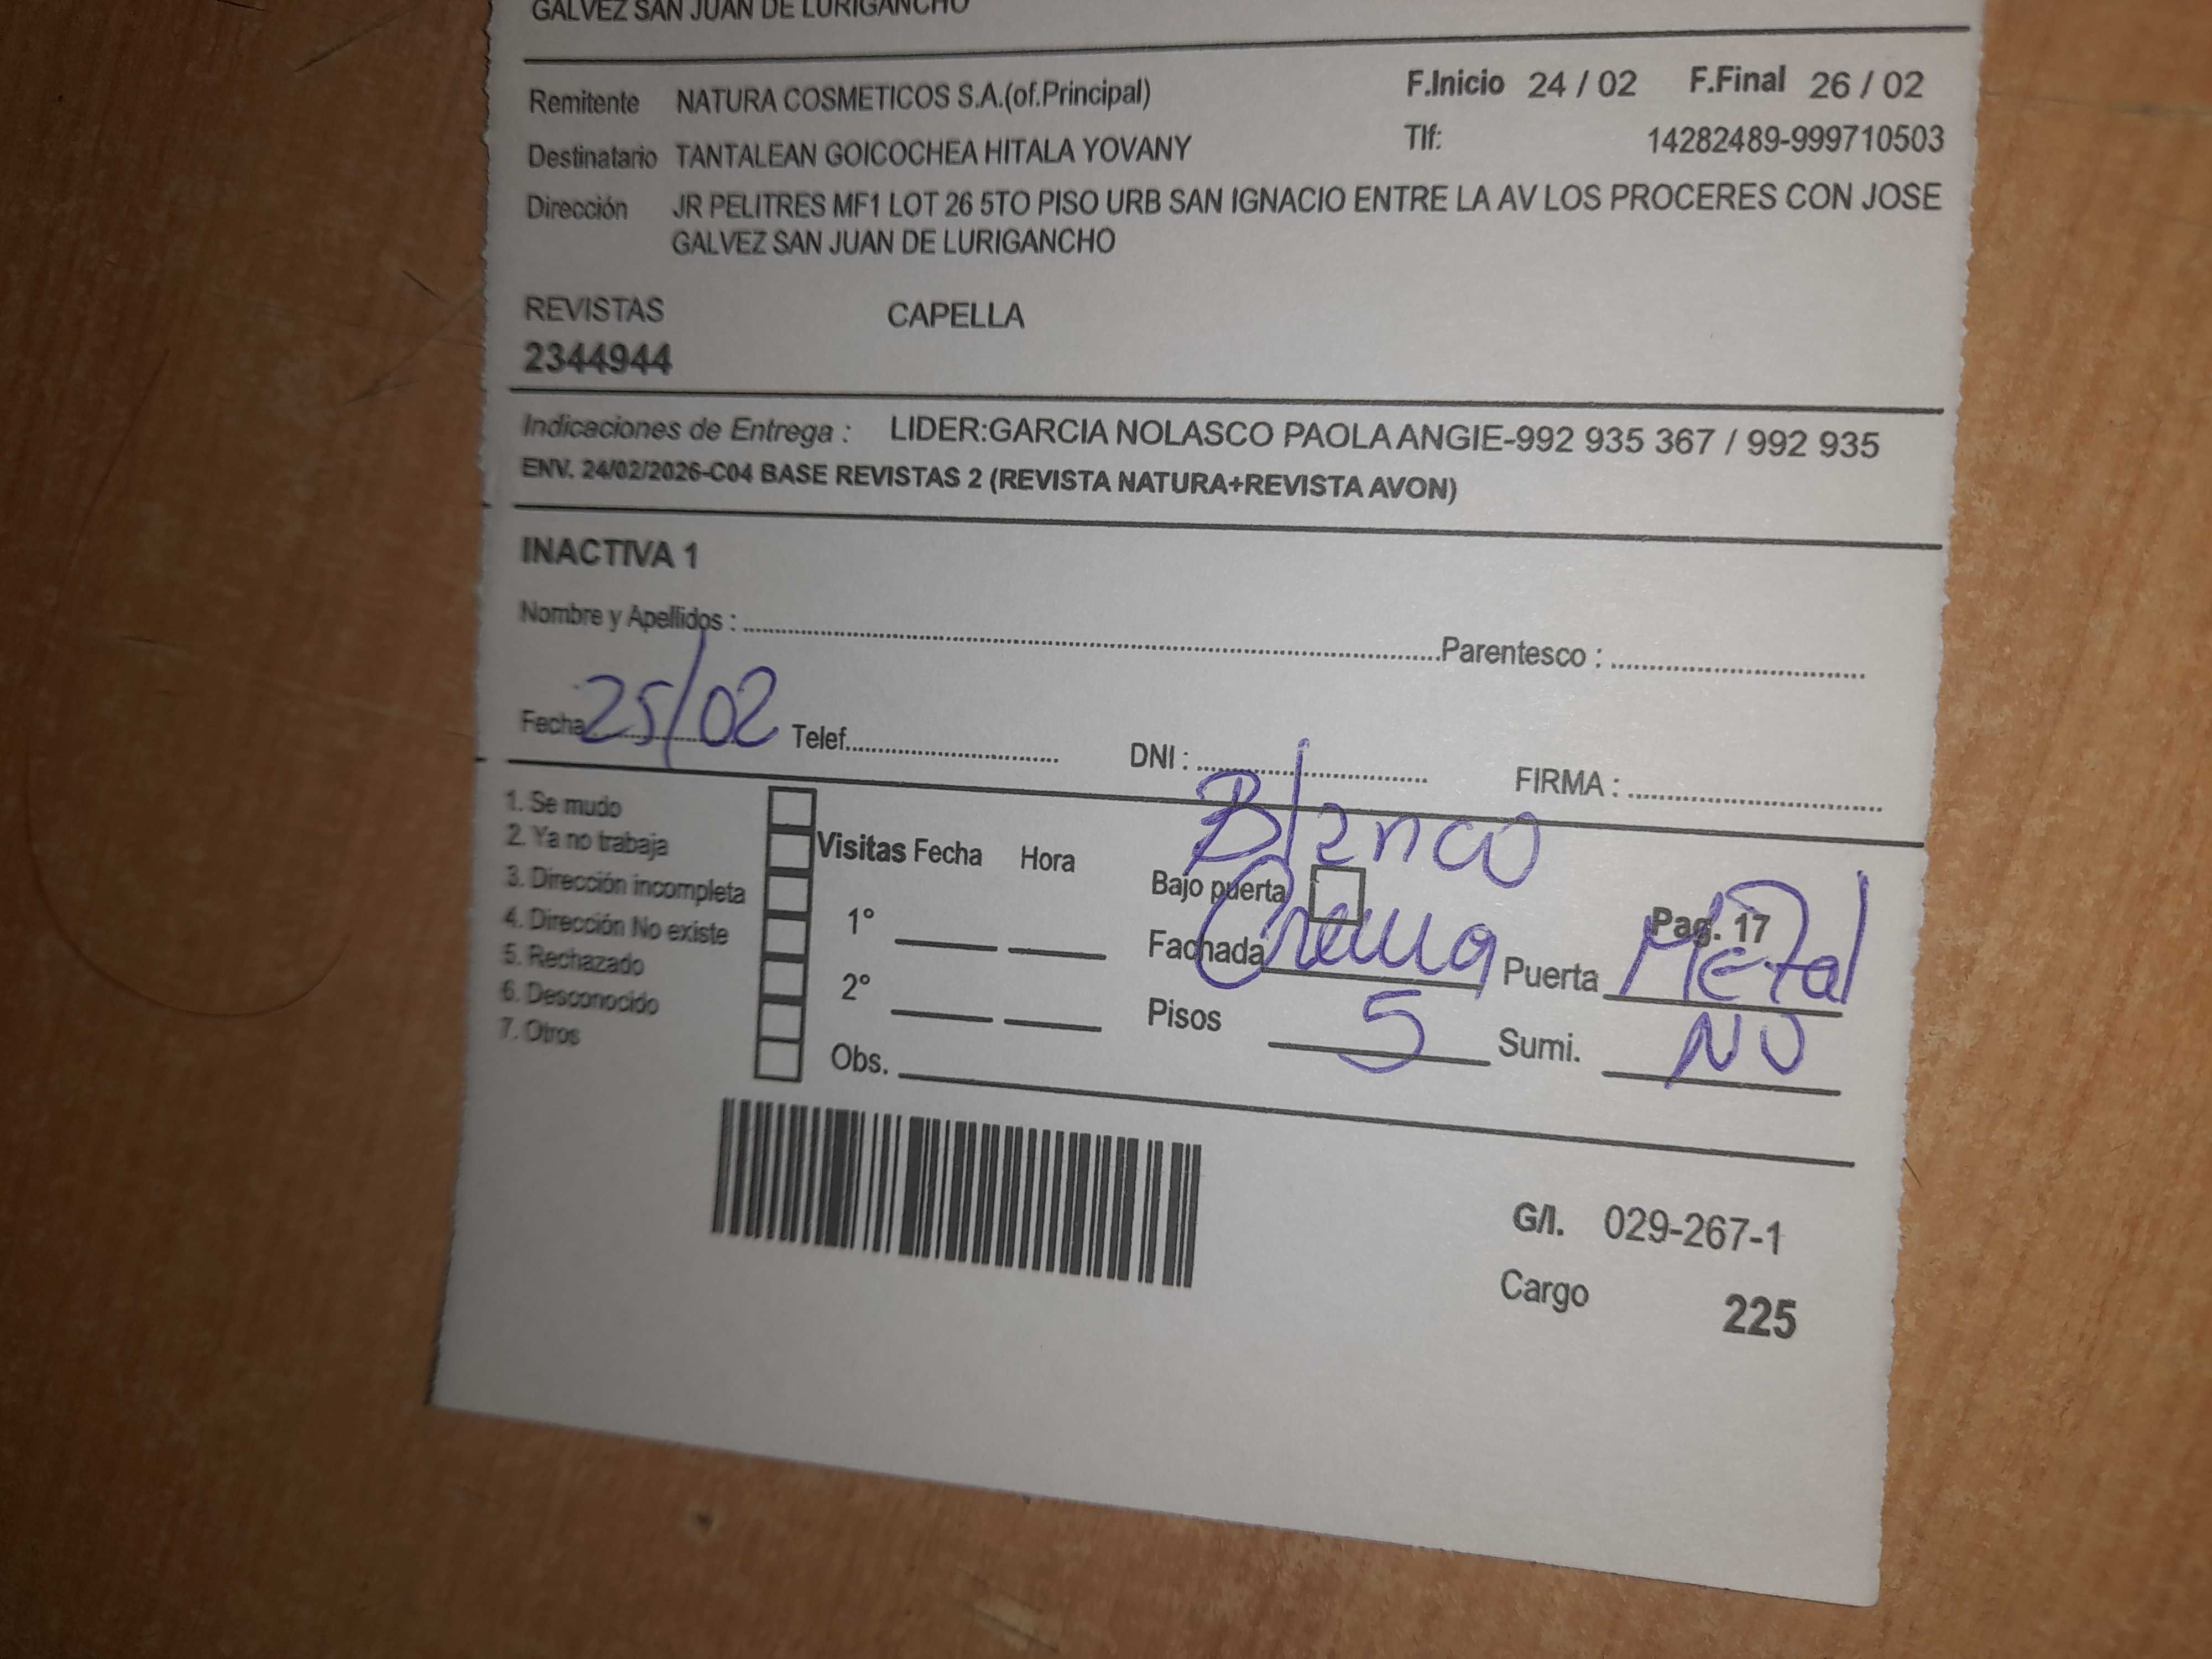 GALVEZ SAN JUAN DE LURIGANCHO
Remitente NATURA COSMETICOS S.A.(of.Principal) F.Inicio 24 / 02 F.Final 26 / 02
Destinatario TANTALEAN GOICOCHEA HITALA YOVANY Tlf: 14282489-999710503
Dirección JR PELITRES MF1 LOT 26 5TO PISO URB SAN IGNACIO ENTRE LA AV LOS PROCERES CON JOSE
GALVEZ SAN JUAN DE LURIGANCHO
REVISTAS CAPELLA
2344944
Indicaciones de Entrega : LIDER:GARCIA NOLASCO PAOLA ANGIE-992 935 367 / 992 935
ENV. 24/02/2026-C04 BASE REVISTAS 2 (REVISTA NATURA+REVISTA AVON)
INACTIVA 1
Nombre y Apellidos : Parentesco :
Fecha 25/02 Telef. DNI : FIRMA :
1. Se mudo
2. Ya no trabaja
3. Dirección incompleta
4. Dirección No existe
5. Rechazado
6. Desconocido
7. Otros
Visitas Fecha Hora
1°
2°
Obs.
Blanco
Bajo puerta Pag. 17
Fachada Crema Puerta Metal
Pisos 5 Sumi. NO
G/I. 029-267-1
Cargo 225